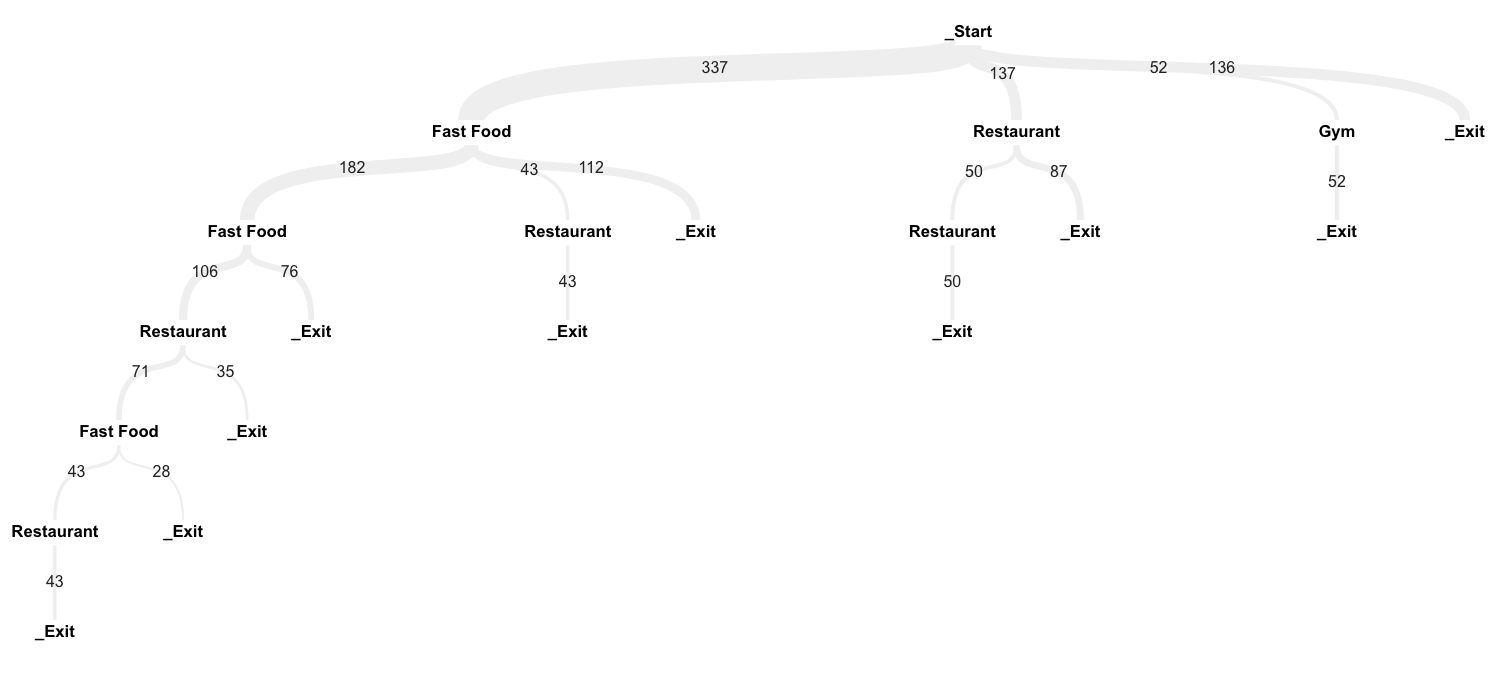 _Start
337
137
52
136
Fast Food
Restaurant
Gym
_Exit
182
43
112
50
87
52
Fast Food
Restaurant
_Exit
Restaurant
_Exit
_Exit
106
76
43
50
Restaurant
_Exit
_Exit
_Exit
71
35
Fast Food
_Exit
43
28
Restaurant
_Exit
43
_Exit